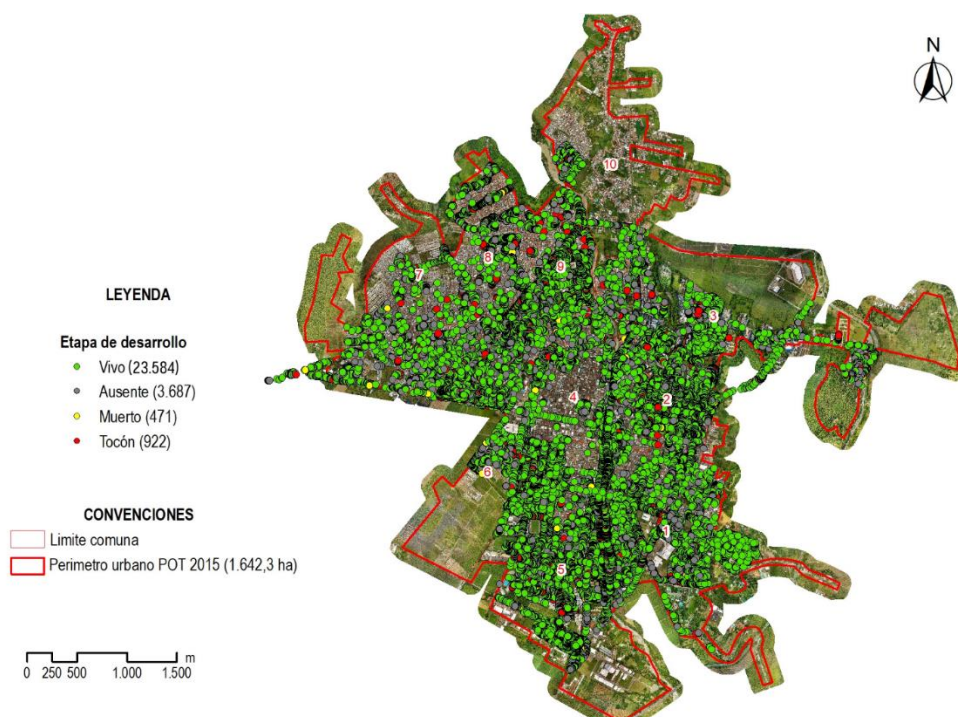 N
10
7
8
9
3
4
2
6
1
5
LEYENDA
Etapa de desarrollo
Vivo (23.584)
Ausente (3.687)
Muerto (471)
Tocón (922)
CONVENCIONES
Limite comuna
Perimetro urbano POT 2015 (1.642,3 ha)
m
0 250 500 1.000 1.500